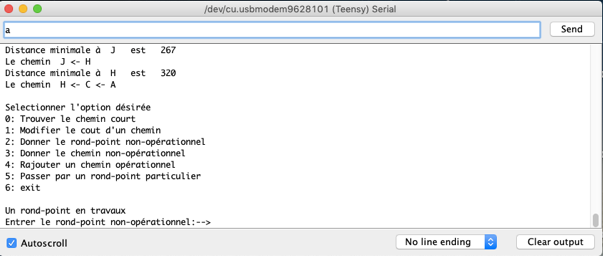 /dev/cu.usbmodem9628101 (Teensy) Serial
a
Send
Distance minimale à  J   est   267
Le chemin  J <- H
Distance minimale à  H   est   320
Le chemin  H <- C <- A
Selectionner l'option désirée
0: Trouver le chemin court
1: Modifier le cout d'un chemin
2: Donner le rond-point non-opérationnel
3: Donner le chemin non-opérationnel
4: Rajouter un chemin opérationnel
5: Passer par un rond-point particulier
6: exit
Un rond-point en travaux
Entrer le rond-point non-opérationnel:-->
Autoscroll
No line ending
Clear output